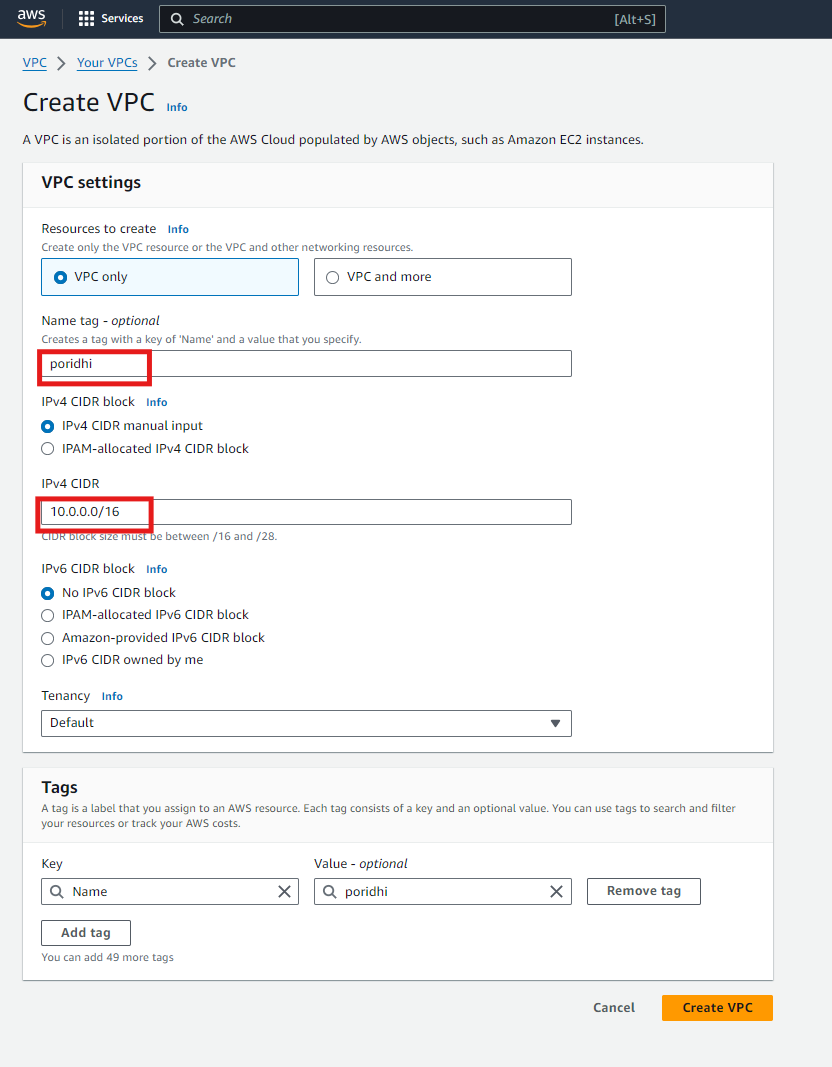 aws
Services
Search [Alt+S]
VPC > Your VPCs > Create VPC
Create VPC Info
A VPC is an isolated portion of the AWS Cloud populated by AWS objects, such as Amazon EC2 instances.
VPC settings
Resources to create Info
Create only the VPC resource or the VPC and other networking resources.
VPC only
VPC and more
Name tag - optional
Creates a tag with a key of 'Name' and a value that you specify.
poridhi
IPv4 CIDR block Info
IPv4 CIDR manual input
IPAM-allocated IPv4 CIDR block
IPv4 CIDR
10.0.0.0/16
CIDR block size must be between /16 and /28.
IPv6 CIDR block Info
No IPv6 CIDR block
IPAM-allocated IPv6 CIDR block
Amazon-provided IPv6 CIDR block
IPv6 CIDR owned by me
Tenancy Info
Default
Tags
A tag is a label that you assign to an AWS resource. Each tag consists of a key and an optional value. You can use tags to search and filter
your resources or track your AWS costs.
Key
Value - optional
Name
poridhi
Remove tag
Add tag
You can add 49 more tags
Cancel
Create VPC